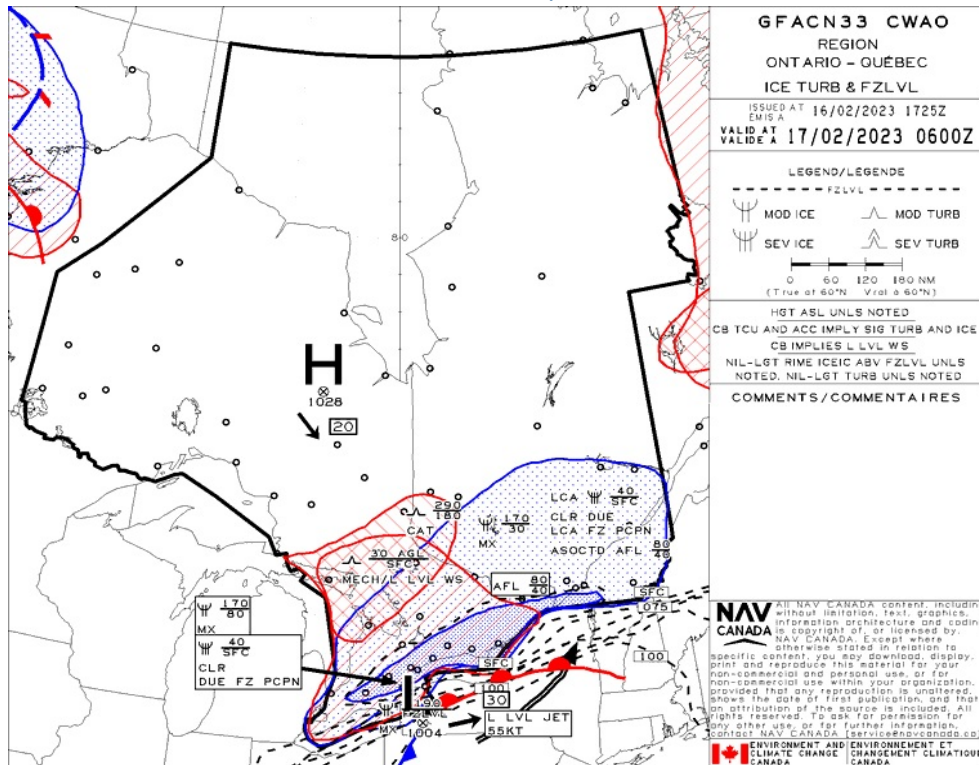 GFACN33 CWAO
REGION
ONTARIO – QUÉBEC
ICE TURB & FZLVL
ISSUED AT
ÉMIS À
16/02/2023 1725Z
VALID AT
VALIDE À
17/02/2023 0600Z
LEGEND/LÉGENDE
FZLVL
MOD ICE
MOD TURB
SEV ICE
SEV TURB
0 60 120 180 NM
(True at 60°N Vrai à 60°N)
HGT ASL UNLS NOTED
CB TCU AND ACC IMPLY SIG TURB AND ICE
CB IMPLIES L LVL WS
NIL-LGT RIME ICEIC ABV FZLVL UNLS
NOTED. NIL-LGT TURB UNLS NOTED
COMMENTS/COMMENTAIRES
80
H
1028
20
290
180
CAT
30 AGL
SFC
MECH/L LVL WS
170
30
MX
LCA
40
SFC
CLR DUE
LCA FZ PCPN
ASOCTD AFL
80
40
AFL
80
40
SFC
075
100
170
80
MX
40
SFC
CLR
DUE FZ PCPN
SFC
100
30
L
190
FZLVL
MX
1004
L LVL JET
55KT
NAV
CANADA
All NAV CANADA content, including
without limitation, text, graphics,
information architecture and coding
is copyright of, or licensed by,
NAV CANADA. Except where
otherwise stated in relation to
specific content, you may download, display,
print and reproduce this material for your
non-commercial and personal use, or for
non-commercial use within your organization,
provided that any reproduction is unaltered,
shows the date of first publication, and that
an attribution of the source is included. All
rights reserved. To ask for permission for
any other use, or for further information,
contact NAV CANADA [service@navcanada.ca]
ENVIRONMENT AND
CLIMATE CHANGE
CANADA
ENVIRONNEMENT ET
CHANGEMENT CLIMATIQUE
CANADA